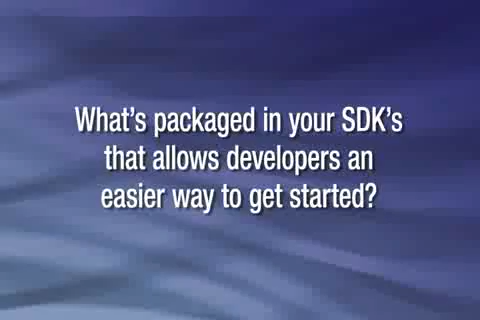 What's packaged in your SDK's
that allows developers an
easier way to get started?